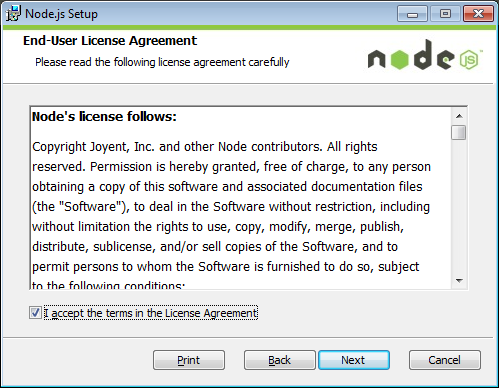 Node.js Setup
End-User License Agreement
Please read the following license agreement carefully
node
JS
Node's license follows:
Copyright Joyent, Inc. and other Node contributors. All rights
reserved. Permission is hereby granted, free of charge, to any person
obtaining a copy of this software and associated documentation files
(the "Software"), to deal in the Software without restriction, including
without limitation the rights to use, copy, modify, merge, publish,
distribute, sublicense, and/or sell copies of the Software, and to
permit persons to whom the Software is furnished to do so, subject
to the following conditions:
I accept the terms in the License Agreement
Print
Back
Next
Cancel